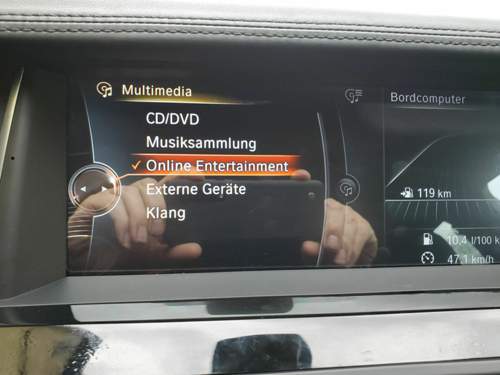 Multimedia
CD/DVD
Musiksammlung
Online Entertainment
Externe Geräte
Klang
Bordcomputer
119 km
10,4 l/100 k
47,1 km/h